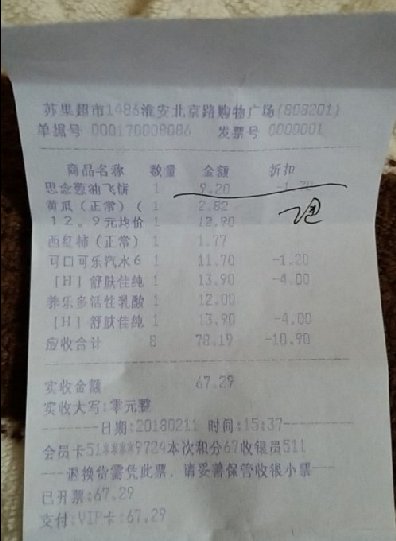 苏果超市1486淮安北京路购物广场(808201)
单据号 000170008006 发票号 0000001
商品名称 数量 金额 折扣
思念葱油飞饼 1 9.20 -1.70
黄瓜(正常)( 1 2.82
12.9元均价 1 12.90
西红柿(正常) 1 1.77
可口可乐汽水6 1 11.70 -1.20
[H]舒肤佳纯 1 13.90 -4.00
养乐多活性乳酸 1 12.00
[H]舒肤佳纯 1 13.90 -4.00
应收合计 8 78.19 -10.90
实收金额 67.29
实收大写:零元整
日期:20180211 时间:15:37
会员卡51****9724本次积分67收银员511
退换货需凭此票, 请妥善保管收银小票
已开票:67.29
支付:VIP卡:67.29